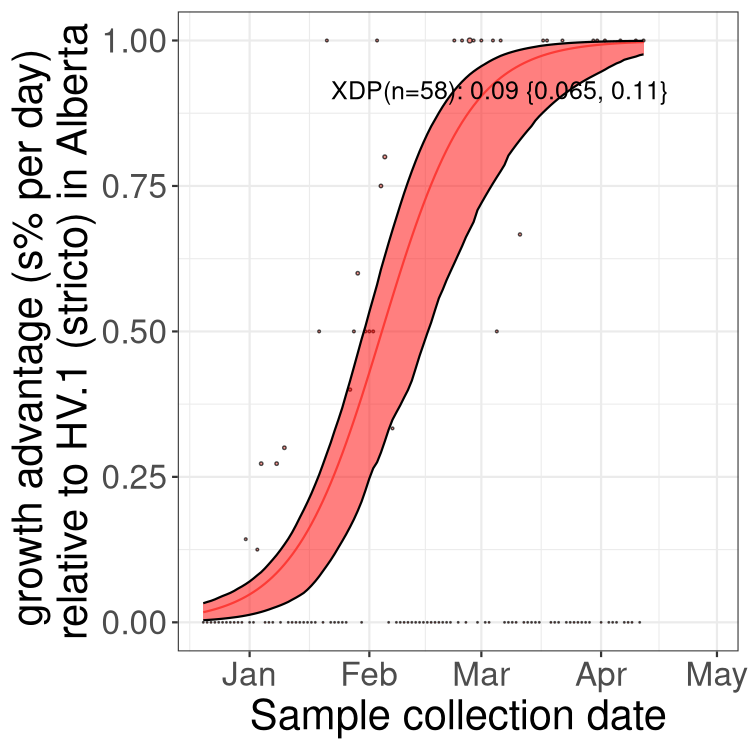 growth advantage (s% per day)
relative to HV.1 (stricto) in Alberta
1.00
0.75
0.50
0.25
0.00
XDP(n=58): 0.09 {0.065, 0.11}
Jan Feb Mar Apr May
Sample collection date